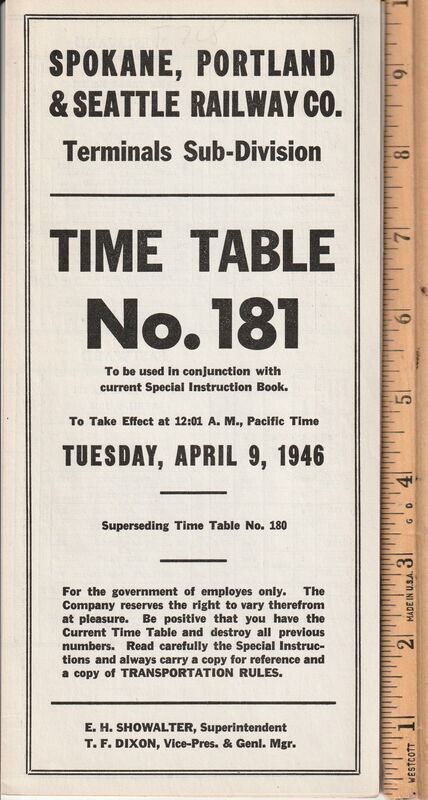 SPOKANE, PORTLAND
& SEATTLE RAILWAY CO.
Terminals Sub-Division
TIME TABLE
No. 181
To be used in conjunction with
current Special Instruction Book.
To Take Effect at 12:01 A. M., Pacific Time
TUESDAY, APRIL 9, 1946
Superseding Time Table No. 180
For the government of employes only. The
Company reserves the right to vary therefrom
at pleasure. Be positive that you have the
Current Time Table and destroy all previous
numbers. Read carefully the Special Instruc-
tions and always carry a copy for reference and
a copy of TRANSPORTATION RULES.
E. H. SHOWALTER, Superintendent
T. F. DIXON, Vice-Pres. & Genl. Mgr.
9
8
7
6
5
4
3
2
1
MADE IN U.S.A.
WESTCOTT